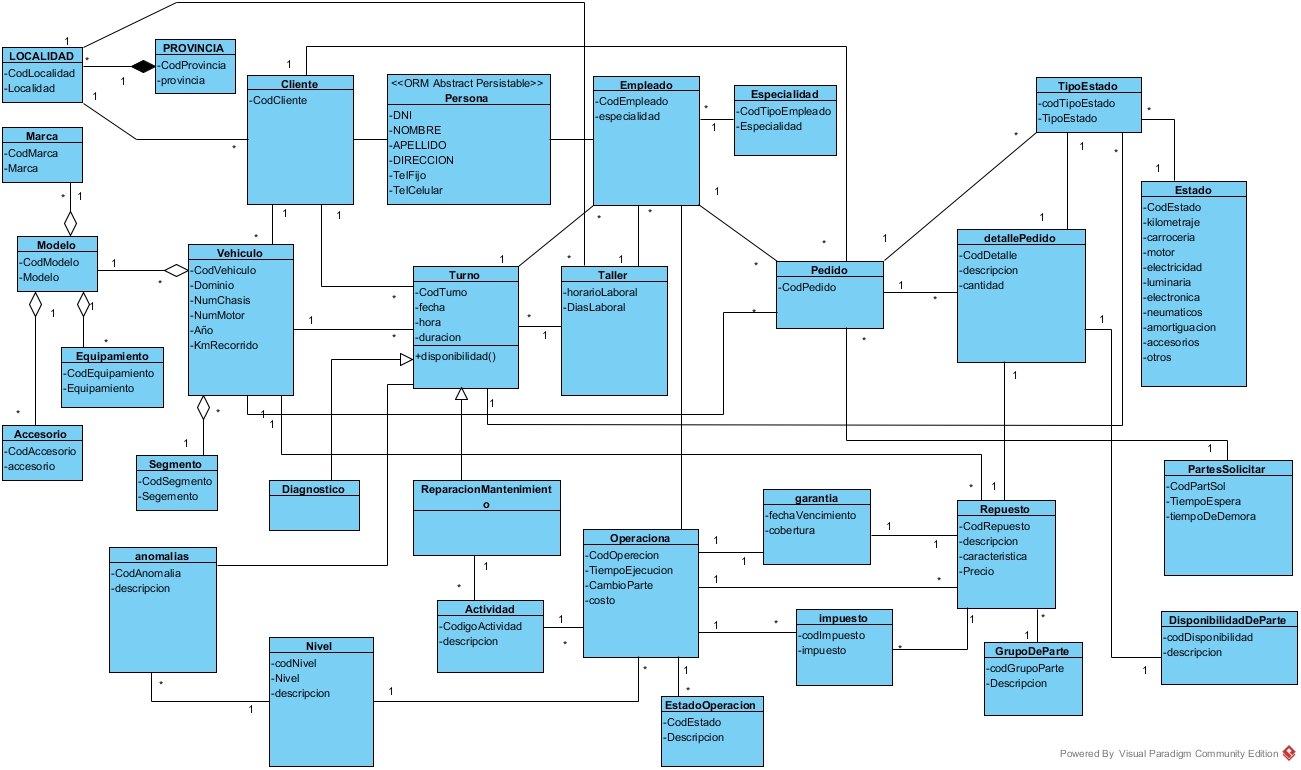 LOCALIDAD
-CodLocalidad
-Localidad
1
*
1
1
PROVINCIA
-CodProvincia
-provincia
Marca
-CodMarca
-Marca
*
1
Modelo
-CodModelo
-Modelo
1
*
1
1
*
*
Equipamiento
-CodEquipamiento
-Equipamiento
Accesorio
-CodAccesorio
-accesorio
1
Cliente
-CodCliente
*
1
1
*
<<ORM Abstract Persistable>>
Persona
-DNI
-NOMBRE
-APELLIDO
-DIRECCION
-TelFijo
-TelCelular
Empleado
-CodEmpleado
-especialidad
*
1
Especialidad
-CodTipoEmpleado
-Especialidad
1
*
*
TipoEstado
-codTipoEstado
-TipoEstado
*
*
1
*
1
1
Estado
-CodEstado
-kilometraje
-carroceria
-motor
-electricidad
-luminaria
-electronica
-neumaticos
-amortiguacion
-accesorios
-otros
Vehiculo
-CodVehiculo
-Dominio
-NumChasis
-NumMotor
-Año
-KmRecorrido
1
*
*
*
1
1
1
Segmento
-CodSegmento
-Segemento
1
Turno
-CodTurno
-fecha
-hora
-duracion
+disponibilidad()
*
1
1
*
1
Taller
-horarioLaboral
-DiasLaboral
*
*
*
Pedido
-CodPedido
1
1
*
*
detallePedido
-CodDetalle
-descripcion
-cantidad
1
1
Diagnostico
ReparacionMantenimient
o
1
*
Actividad
-CodigoActividad
-descripcion
1
*
anomalias
-CodAnomalia
-descripcion
*
1
Nivel
-codNivel
-Nivel
-descripcion
1
Operaciona
-CodOperecion
-TiempoEjecucion
-CambioParte
-costo
1
1
1
1
*
*
*
1
*
EstadoOperacion
-CodEstado
-Descripcion
garantia
-fechaVencimiento
-cobertura
1
1
impuesto
-codImpuesto
-impuesto
*
*
1
Repuesto
-CodRepuesto
-descripcion
-caracteristica
-Precio
1
*
1
GrupoDeParte
-codGrupoParte
-Descripcion
1
PartesSolicitar
-CodPartSol
-TiempoEspera
-tiempoDeDemora
DisponibilidadDeParte
-codDisponibilidad
-descripcion
1
Powered By Visual Paradigm Community Edition